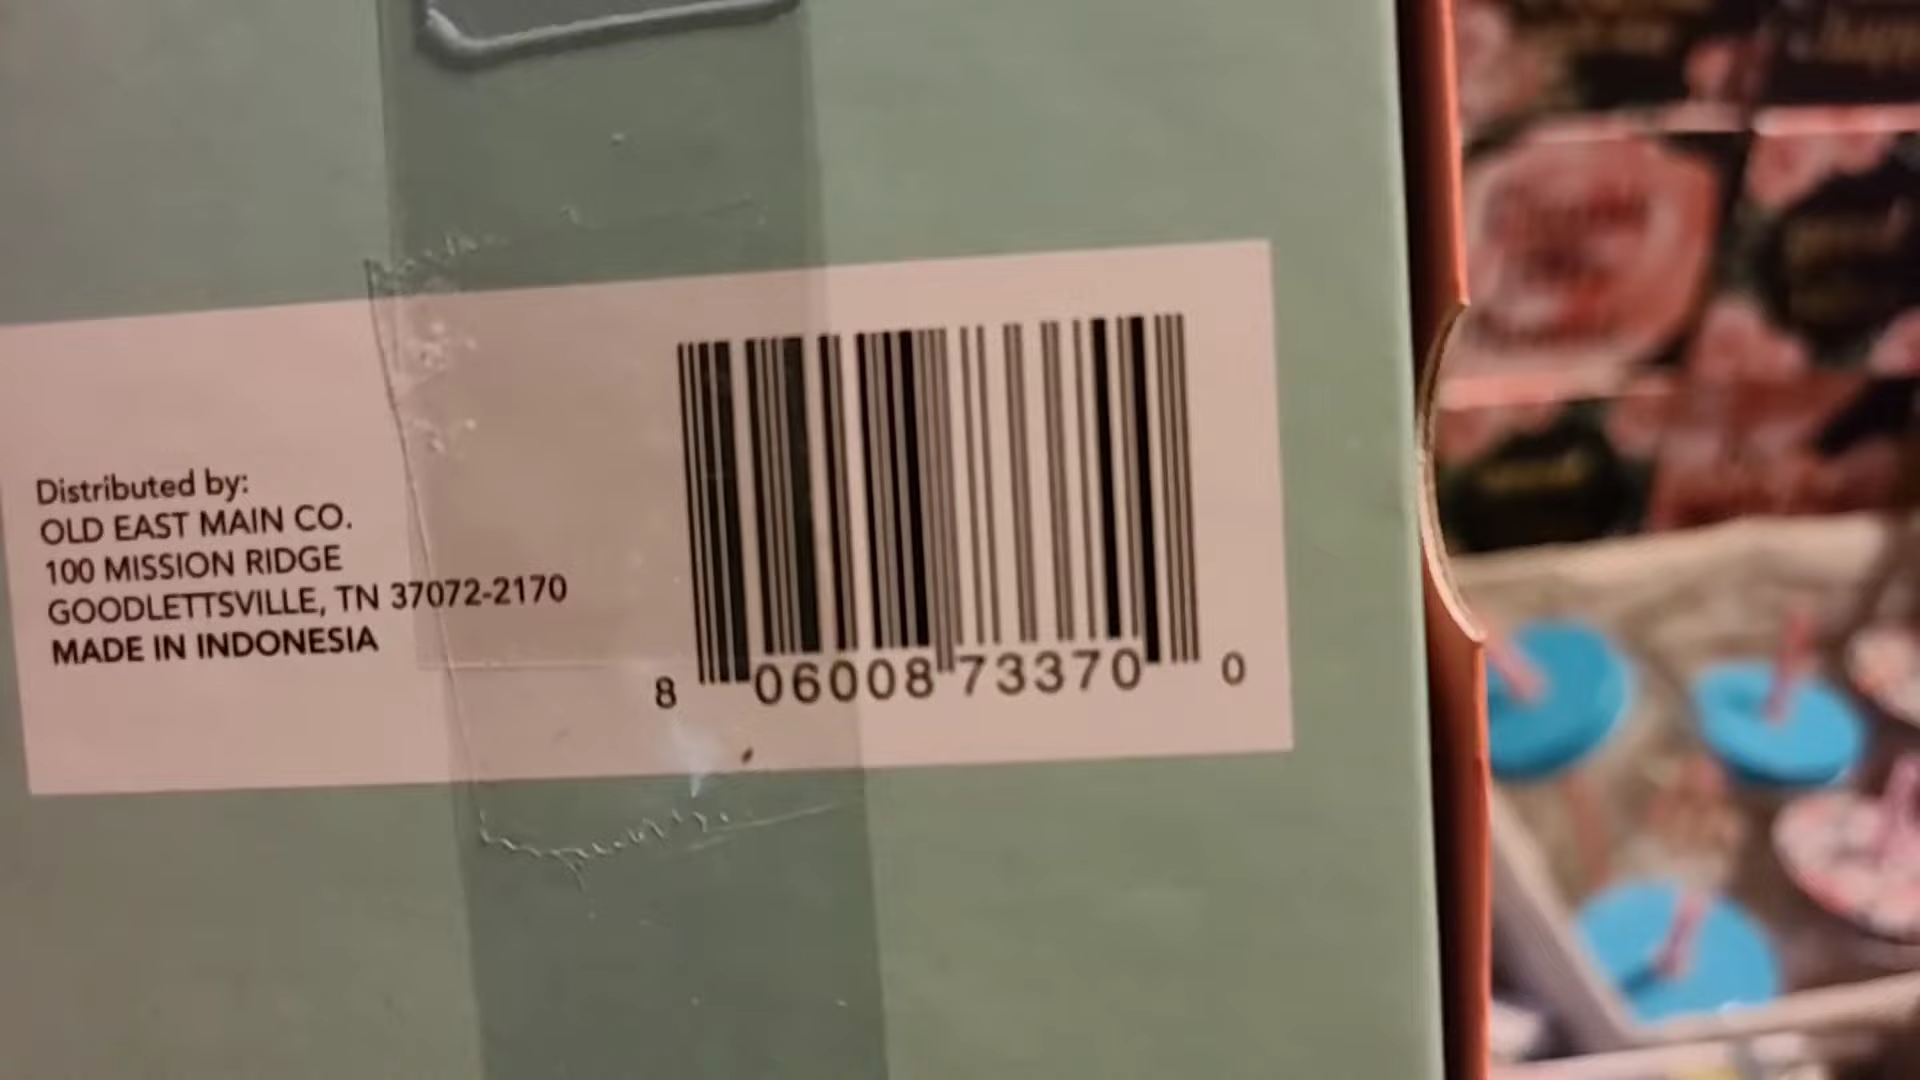 Distributed by:
OLD EAST MAIN CO.
100 MISSION RIDGE
GOODLETTSVILLE, TN 37072-2170
MADE IN INDONESIA
8 06008 73370 0